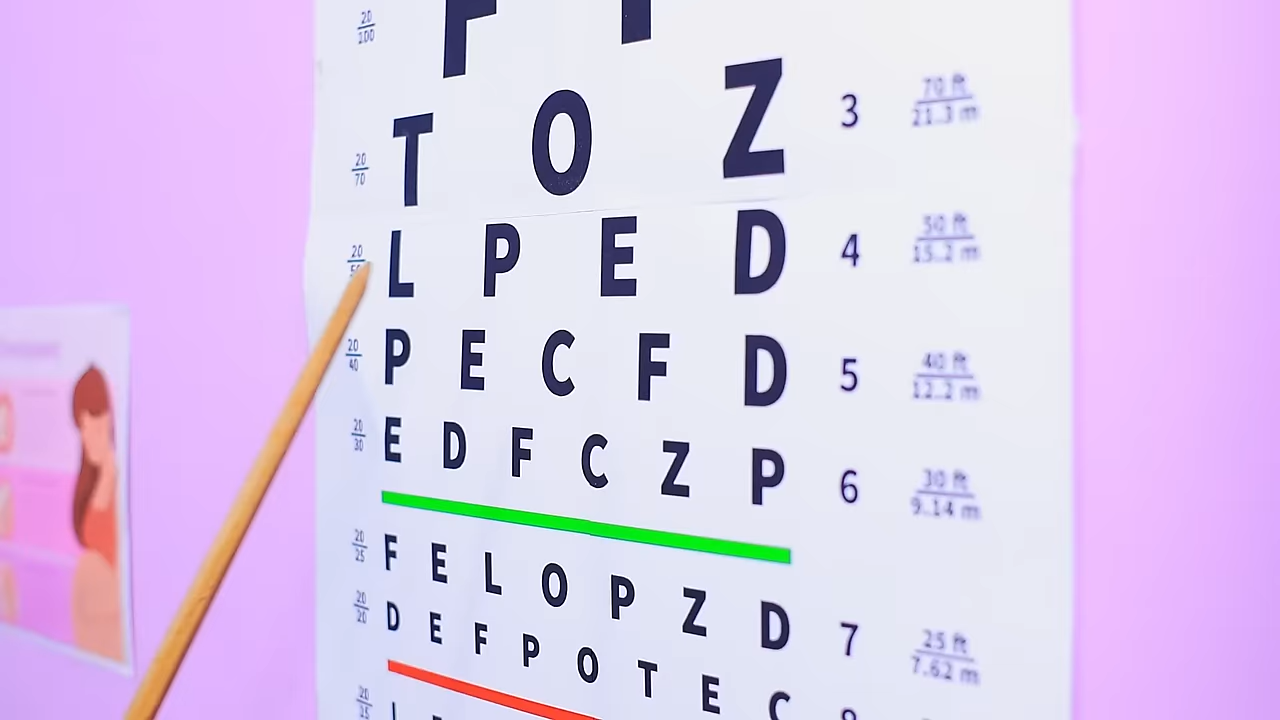 20/200 F P
20/70 T O Z 3 70 ft/21.3 m
20/50 L P E D 4 50 ft/15.2 m
20/40 P E C F D 5 40 ft/12.2 m
20/30 E D F C Z P 6 30 ft/9.14 m
20/25 F E L O P Z D 7 25 ft/7.62 m
20/20 D E F P O T E C 8